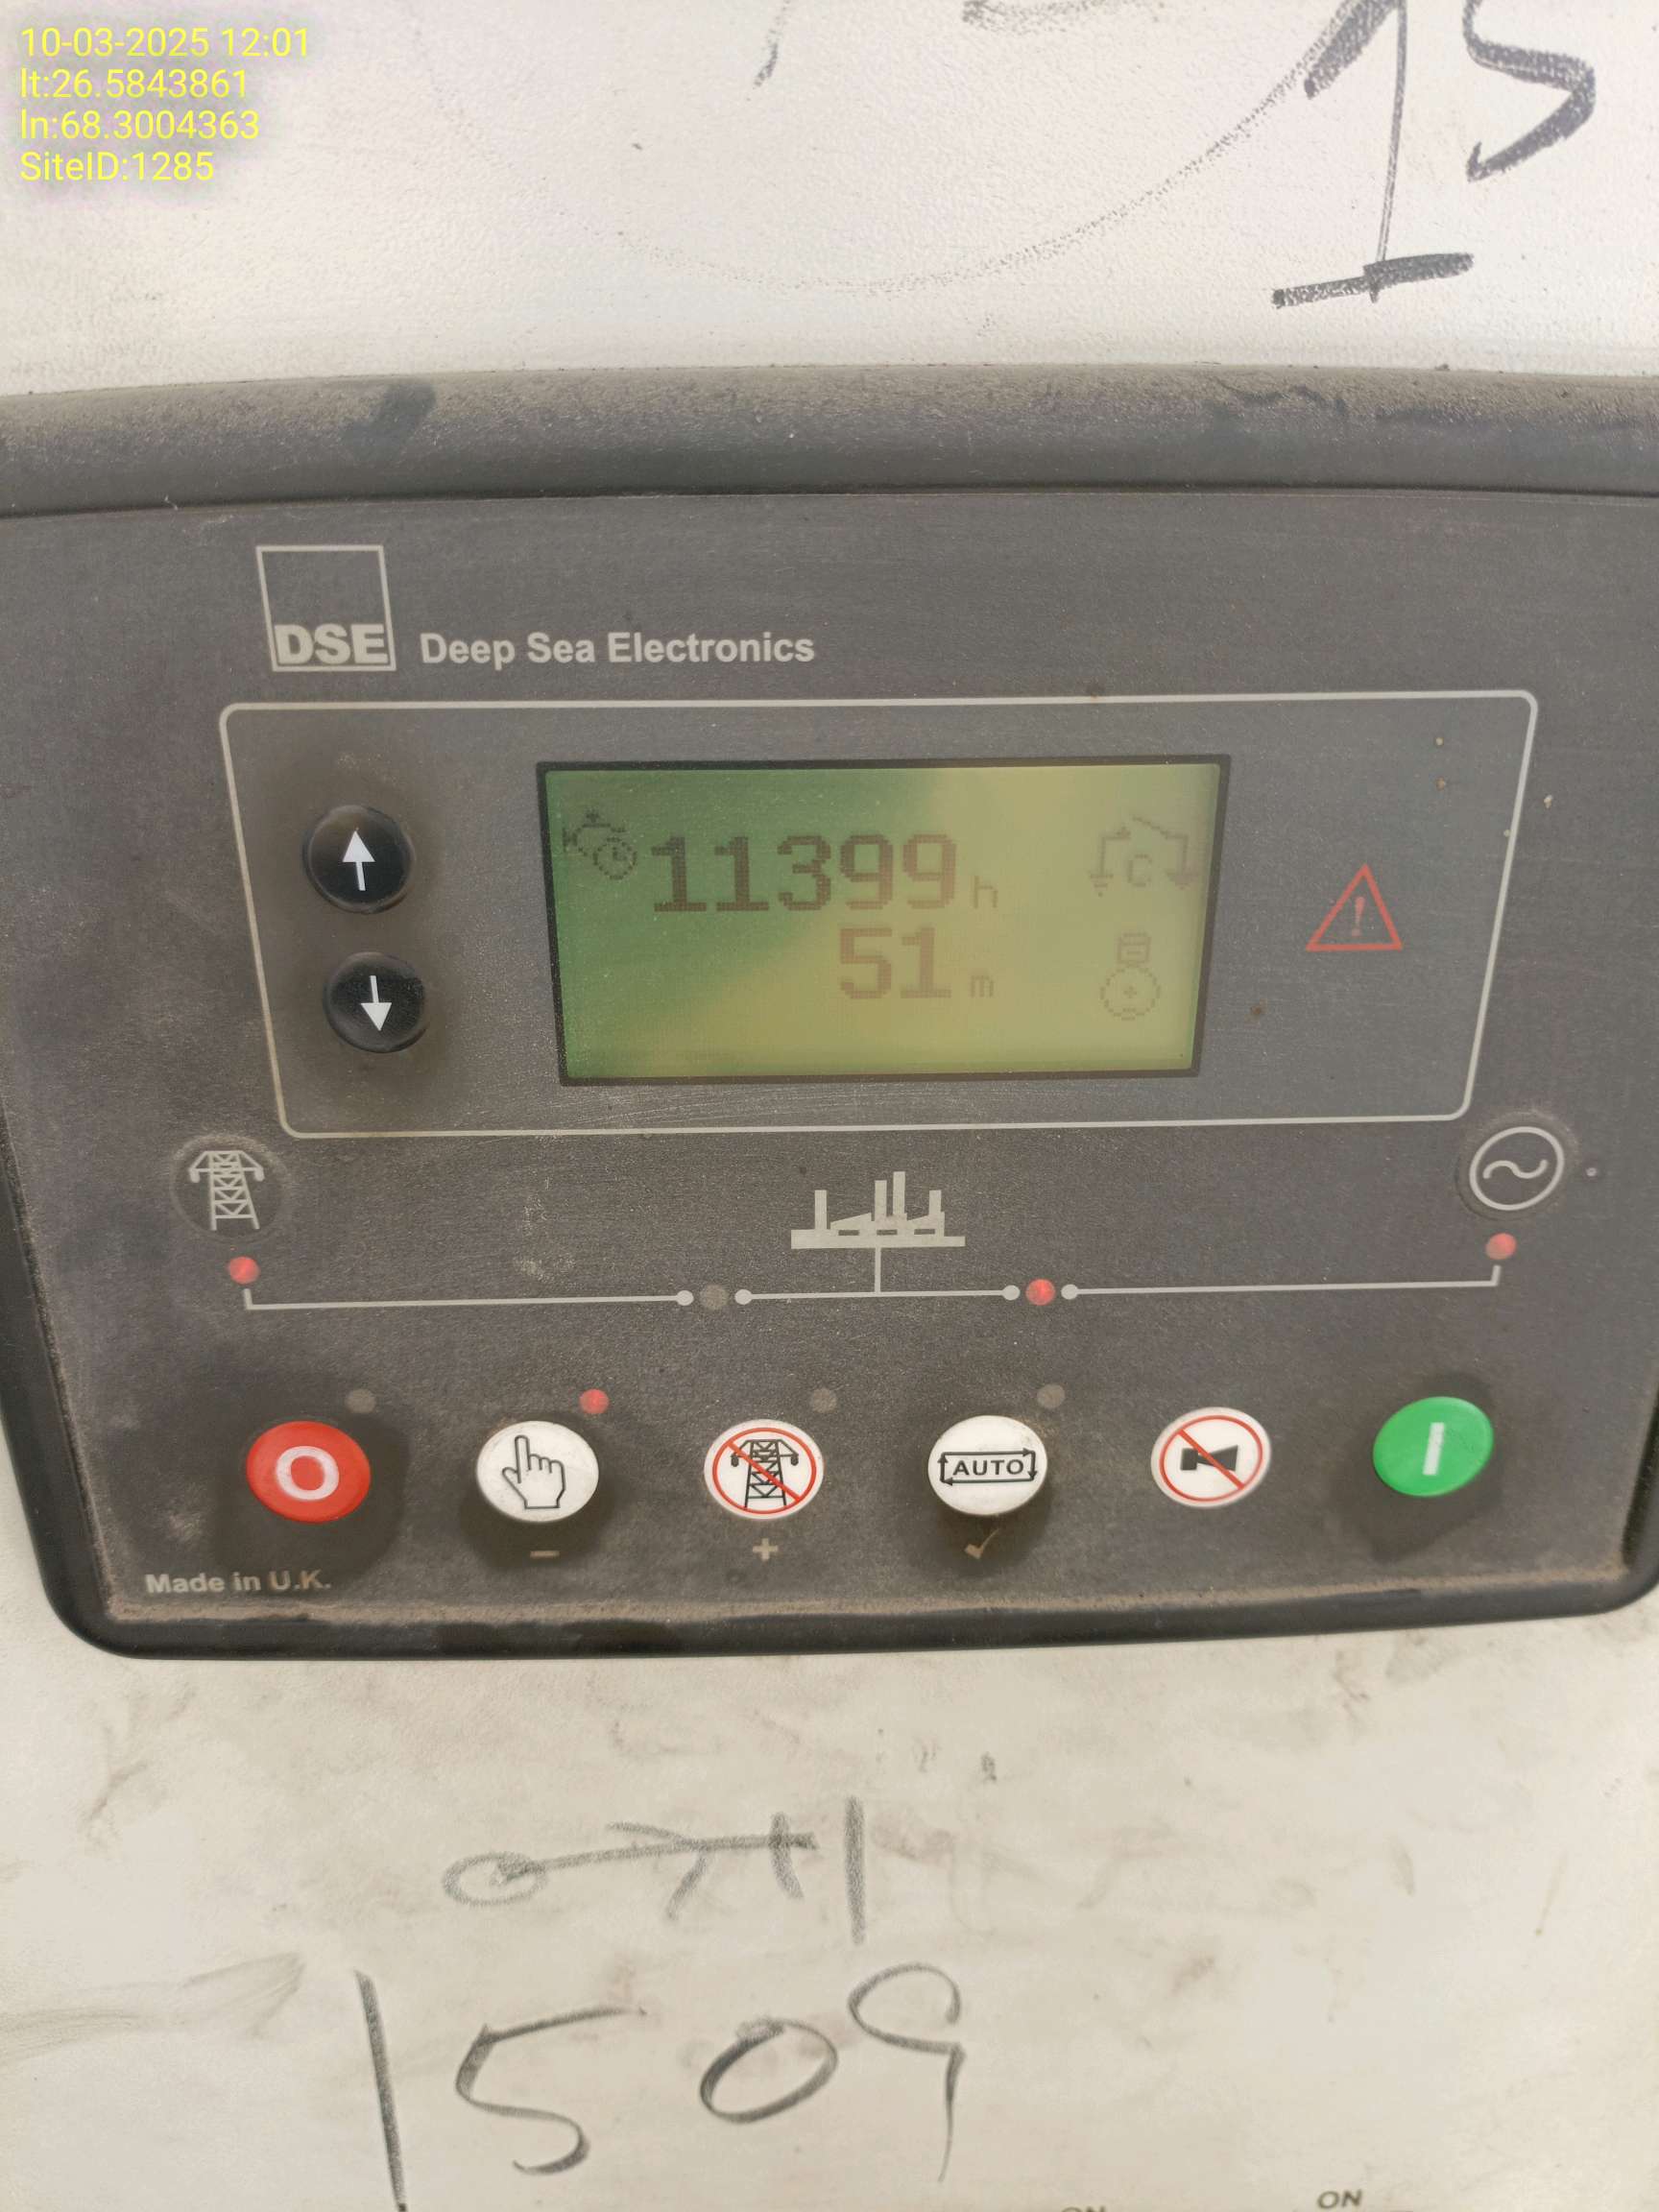 10-03-2025 12:01
lt:26.5843861
ln:68.3004363
SiteID:1285
15
DSE Deep Sea Electronics
11399 h
51 m
C
O
AUTO
I
- + ✓
Made in U.K.
1509
ON